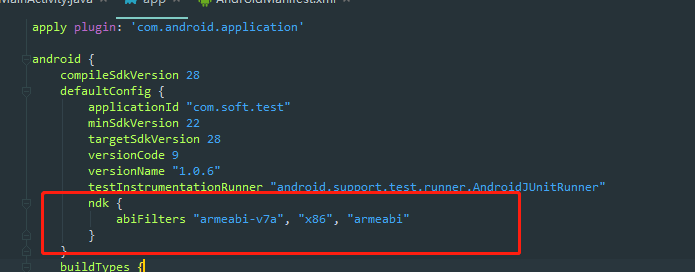 MainActivity.java app AndroidManifest.xml
apply plugin: 'com.android.application'
android {
compileSdkVersion 28
defaultConfig {
applicationId "com.soft.test"
minSdkVersion 22
targetSdkVersion 28
versionCode 9
versionName "1.0.6"
testInstrumentationRunner "android.support.test.runner.AndroidJUnitRunner"
ndk {
abiFilters "armeabi-v7a", "x86", "armeabi"
}
}
buildTypes {